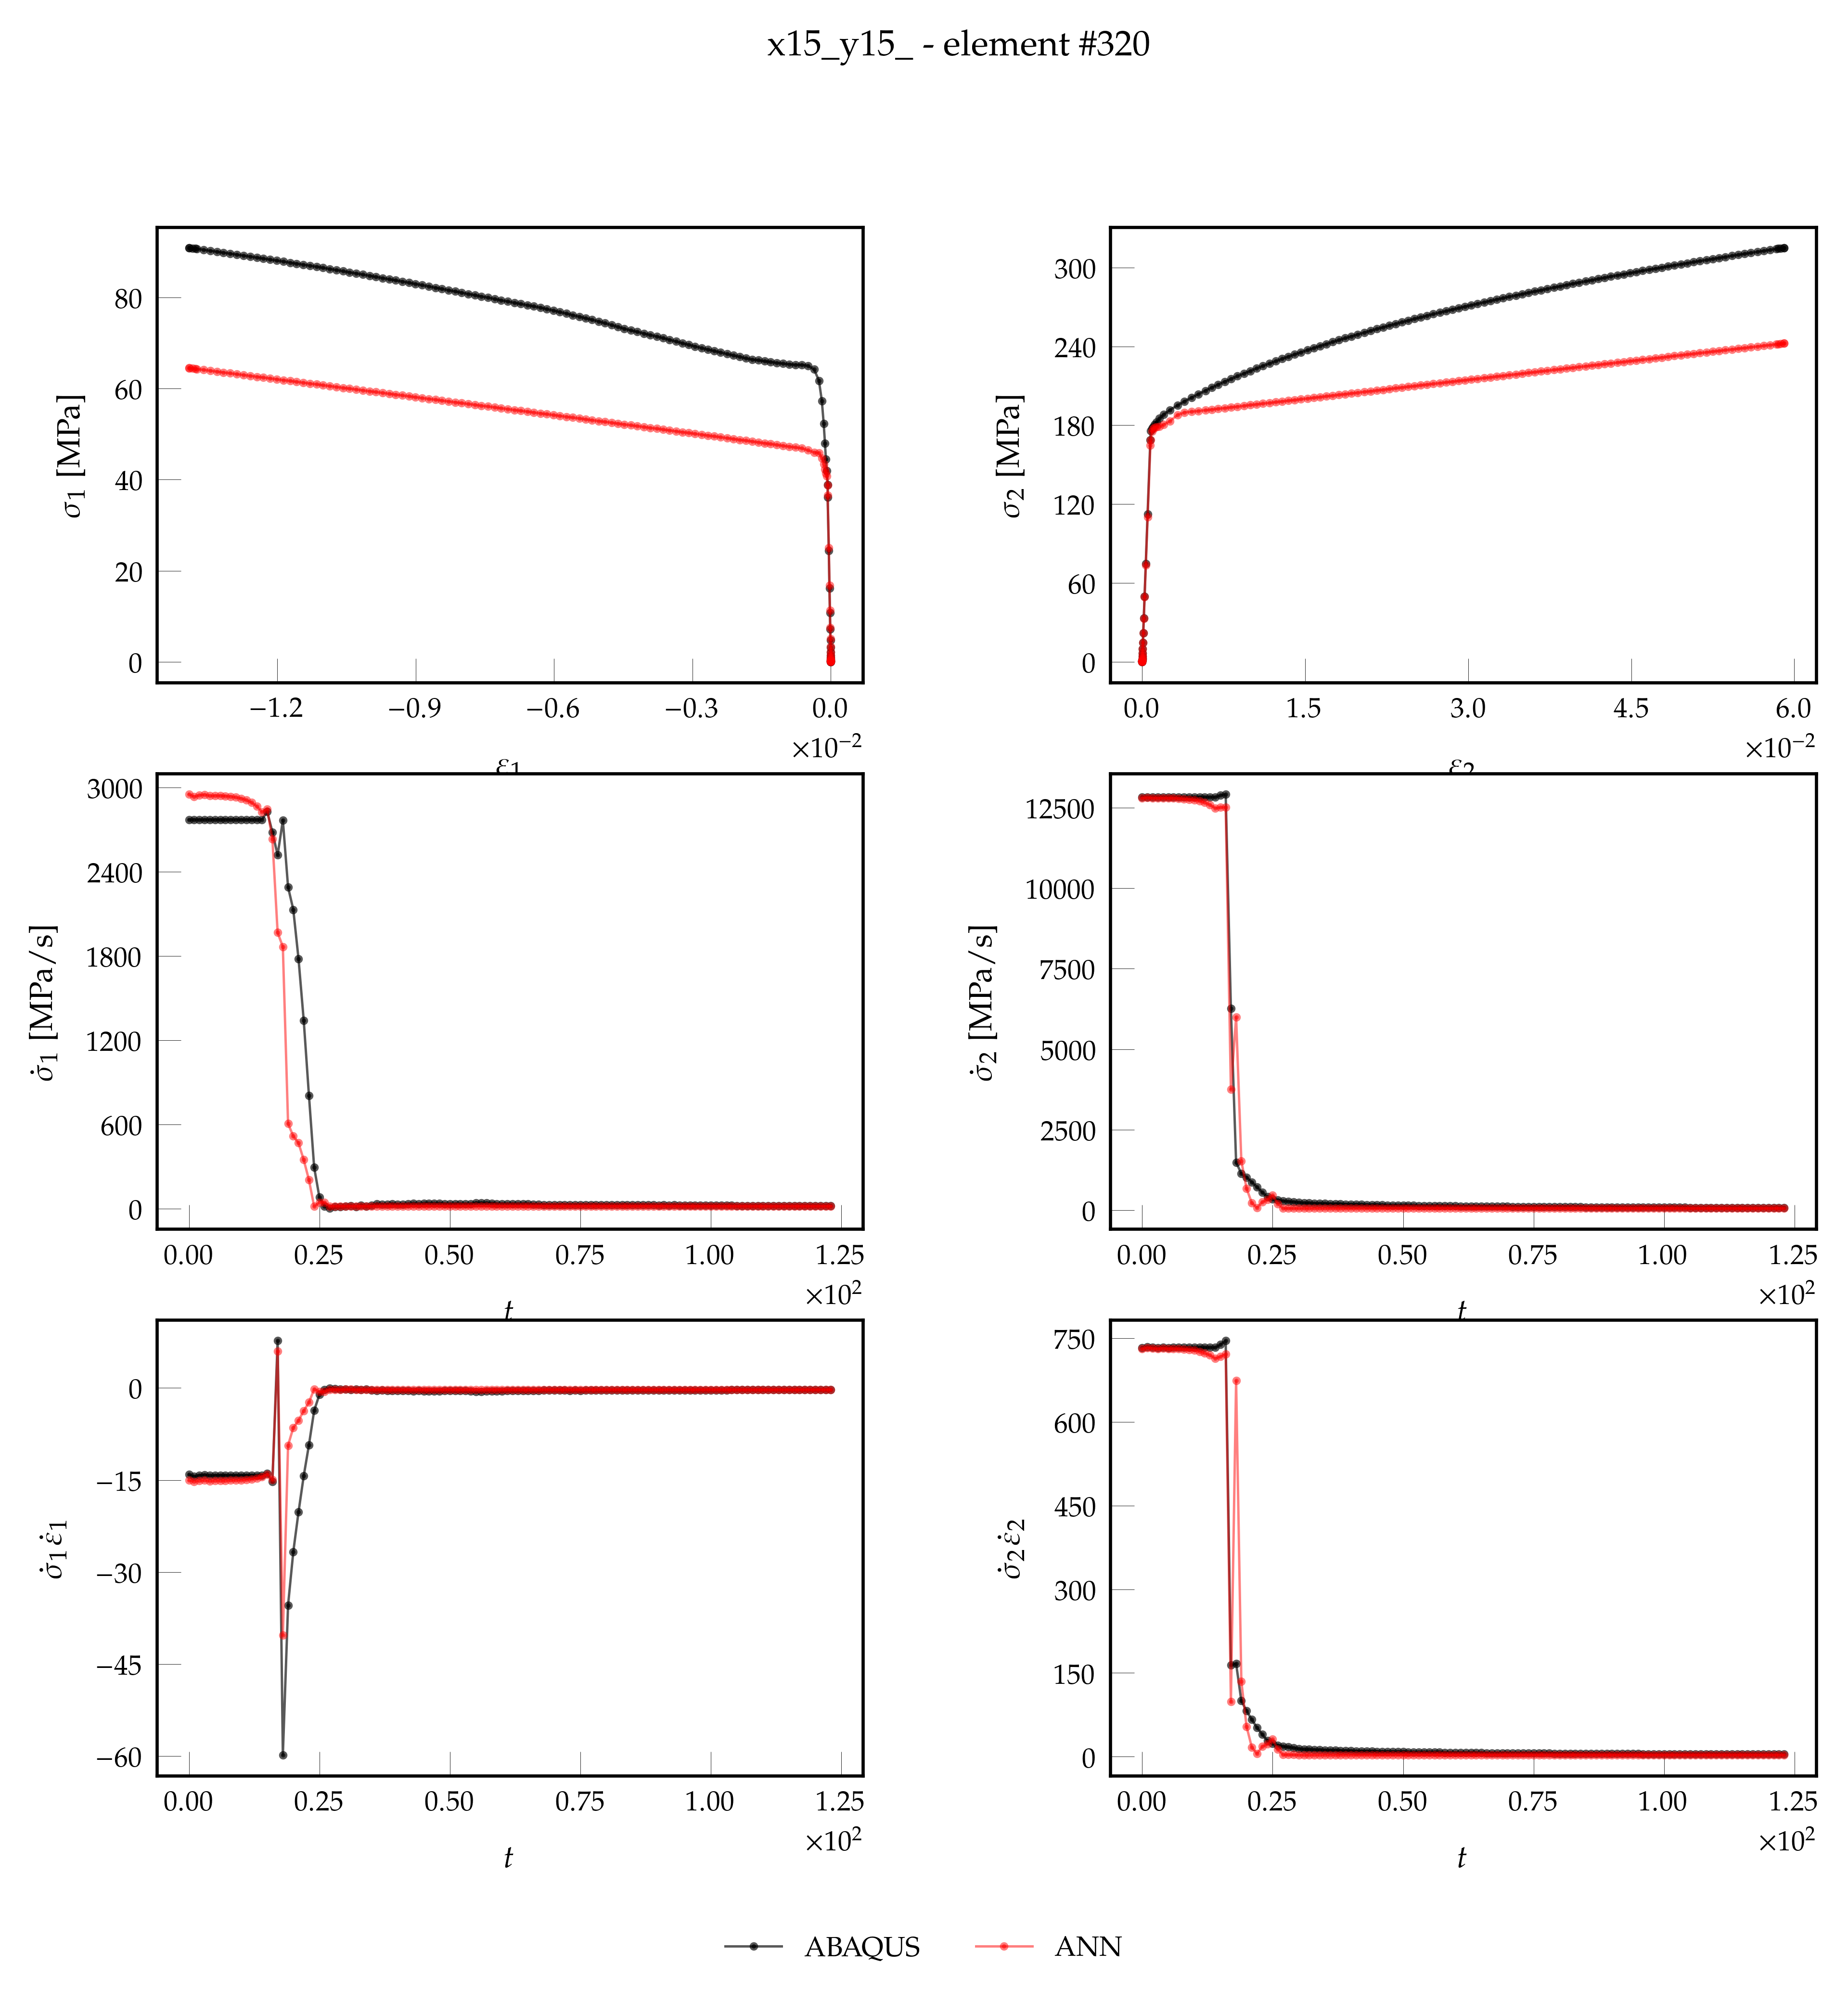 x15_y15_ - element #320
σ1 [MPa]
80
60
40
20
0
−1.2 −0.9 −0.6 −0.3 0.0
×10−2
ε1
σ2 [MPa]
300
240
180
120
60
0
0.0 1.5 3.0 4.5 6.0
×10−2
ε2
σ̇1 [MPa/s]
3000
2400
1800
1200
600
0
0.00 0.25 0.50 0.75 1.00 1.25
×10²
t
σ̇2 [MPa/s]
12500
10000
7500
5000
2500
0
0.00 0.25 0.50 0.75 1.00 1.25
×10²
t
σ̇1ε̇1
0
−15
−30
−45
−60
0.00 0.25 0.50 0.75 1.00 1.25
×10²
t
σ̇2ε̇2
750
600
450
300
150
0
0.00 0.25 0.50 0.75 1.00 1.25
×10²
t
ABAQUS ANN